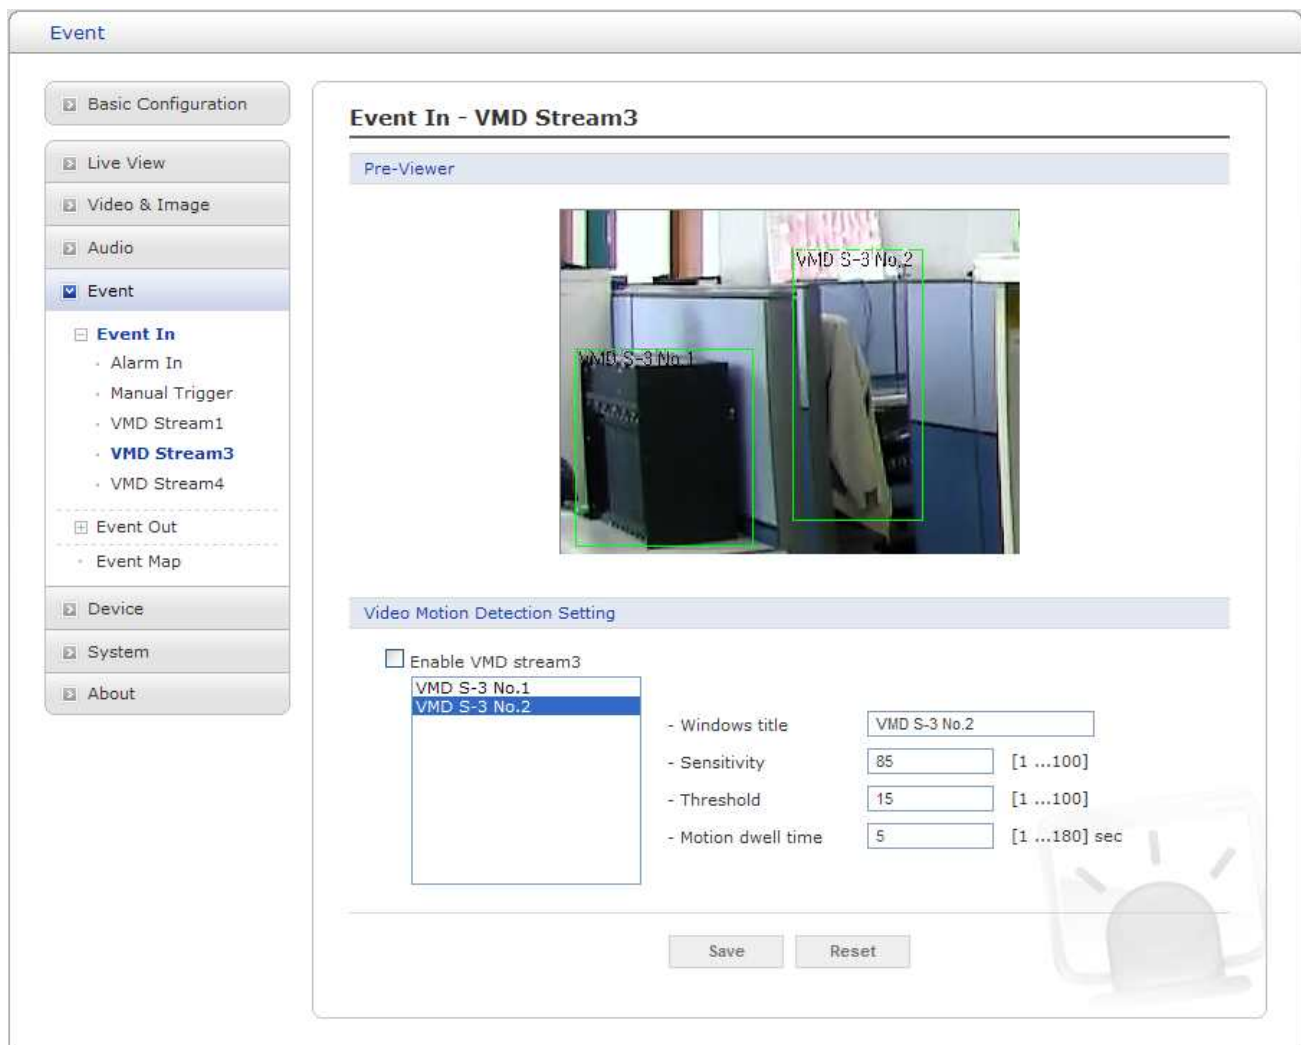 Event
Basic Configuration
Live View
Video & Image
Audio
Event
Event In
Alarm In
Manual Trigger
VMD Stream1
VMD Stream3
VMD Stream4
Event Out
Event Map
Device
System
About
Event In - VMD Stream3
Pre-Viewer
VMD S-3 No.2
VMD S-3 No.1
Video Motion Detection Setting
Enable VMD stream3
VMD S-3 No.1
VMD S-3 No.2
- Windows title VMD S-3 No.2
- Sensitivity 85 [1 ...100]
- Threshold 15 [1 ...100]
- Motion dwell time 5 [1 ...180] sec
Save Reset